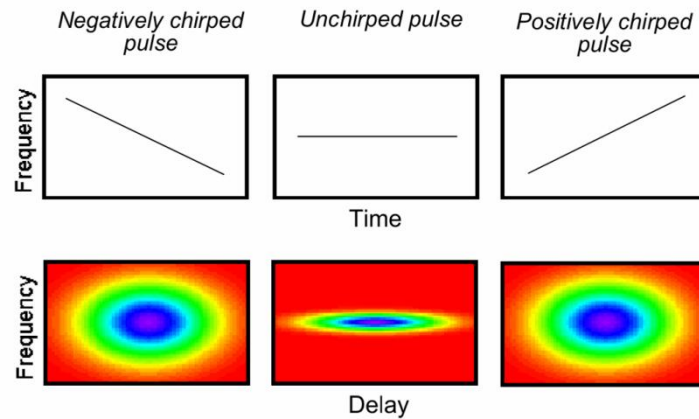 Negatively chirped
pulse
Unchirped pulse
Positively chirped
pulse
Frequency
Time
Frequency
Delay